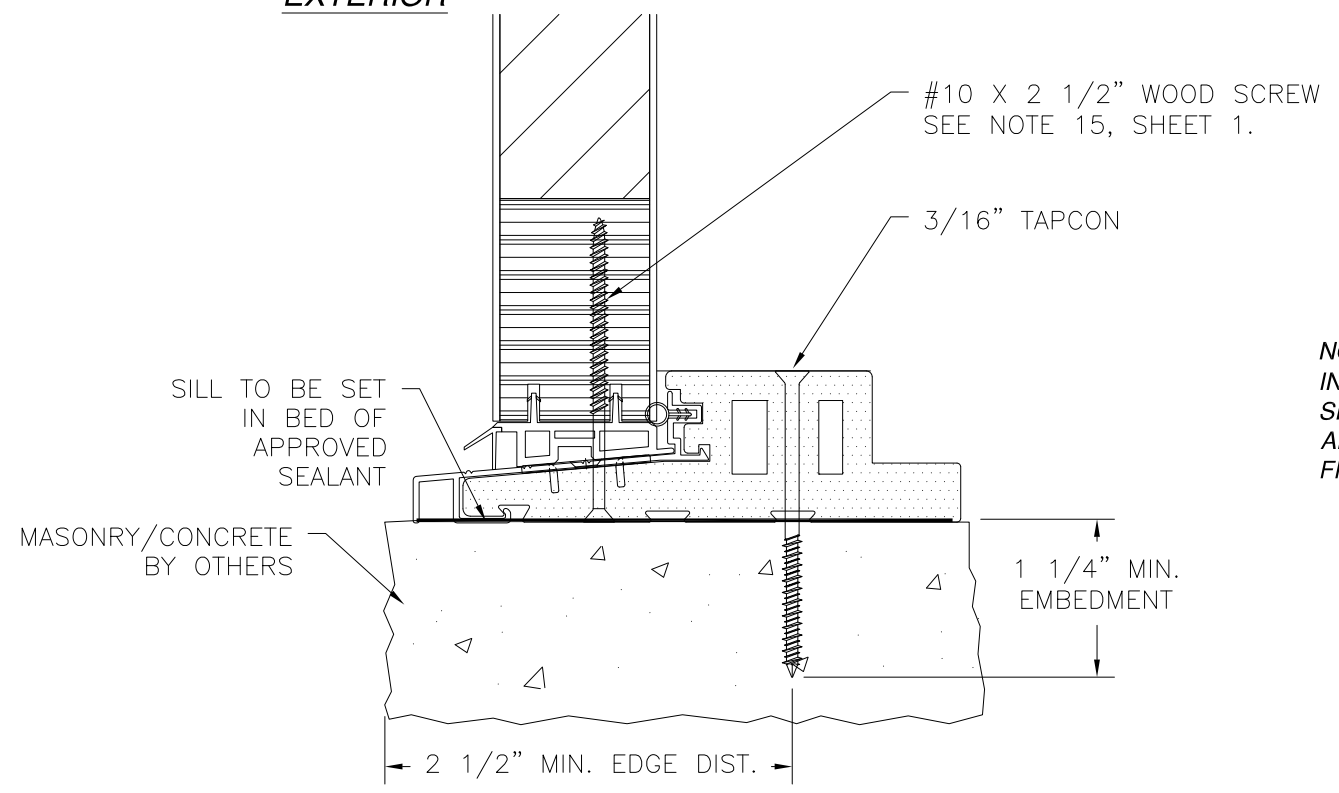 EXTERIOR
#10 X 2 1/2" WOOD SCREW
SEE NOTE 15, SHEET 1.
3/16" TAPCON
SILL TO BE SET
IN BED OF
APPROVED
SEALANT
MASONRY/CONCRETE
BY OTHERS
1 1/4" MIN.
EMBEDMENT
2 1/2" MIN. EDGE DIST.